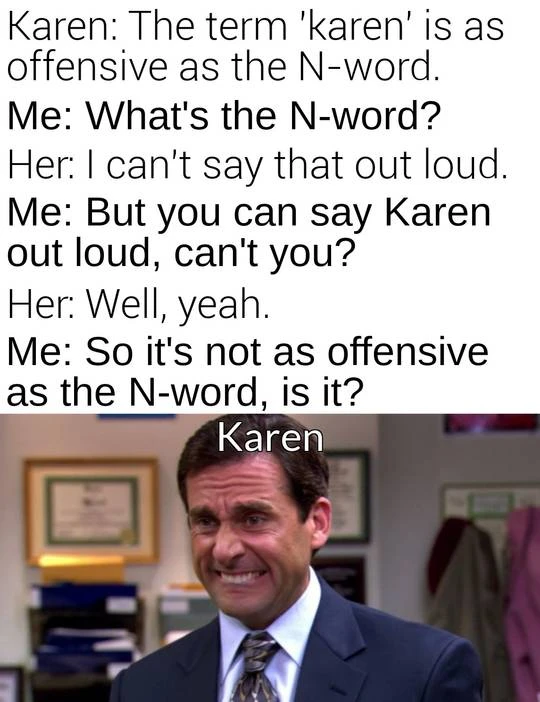 Karen: The term 'karen' is as
offensive as the N-word.
Me: What's the N-word?
Her: I can't say that out loud.
Me: But you can say Karen
out loud, can't you?
Her: Well, yeah.
Me: So it's not as offensive
as the N-word, is it?
Karen